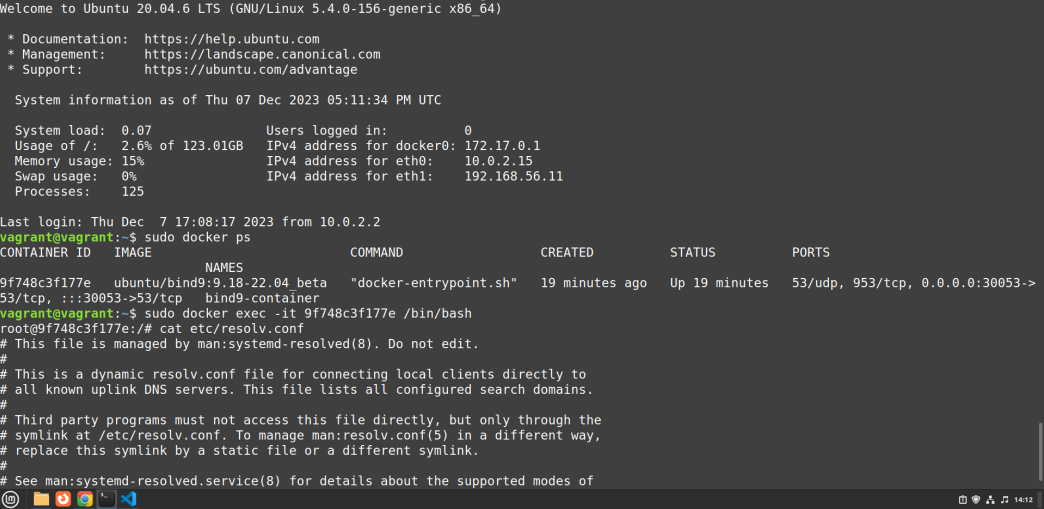 Welcome to Ubuntu 20.04.6 LTS (GNU/Linux 5.4.0-156-generic x86_64)
* Documentation:  https://help.ubuntu.com
* Management:     https://landscape.canonical.com
* Support:        https://ubuntu.com/advantage
System information as of Thu 07 Dec 2023 05:11:34 PM UTC
System load:  0.07                Users logged in:          0
Usage of /:   2.6% of 123.01GB   IPv4 address for docker0: 172.17.0.1
Memory usage: 15%                IPv4 address for eth0:    10.0.2.15
Swap usage:   0%                 IPv4 address for eth1:    192.168.56.11
Processes:    125
Last login: Thu Dec  7 17:08:17 2023 from 10.0.2.2
vagrant@vagrant:~$ sudo docker ps
CONTAINER ID   IMAGE                          COMMAND                  CREATED          STATUS          PORTS
NAMES
9f748c3f177e   ubuntu/bind9:9.18-22.04_beta   "docker-entrypoint.sh"   19 minutes ago   Up 19 minutes   53/udp, 953/tcp, 0.0.0.0:30053->
53/tcp, :::30053->53/tcp   bind9-container
vagrant@vagrant:~$ sudo docker exec -it 9f748c3f177e /bin/bash
root@9f748c3f177e:/# cat etc/resolv.conf
# This file is managed by man:systemd-resolved(8). Do not edit.
#
# This is a dynamic resolv.conf file for connecting local clients directly to
# all known uplink DNS servers. This file lists all configured search domains.
#
# Third party programs must not access this file directly, but only through the
# symlink at /etc/resolv.conf. To manage man:resolv.conf(5) in a different way,
# replace this symlink by a static file or a different symlink.
#
# See man:systemd-resolved.service(8) for details about the supported modes of
14:12